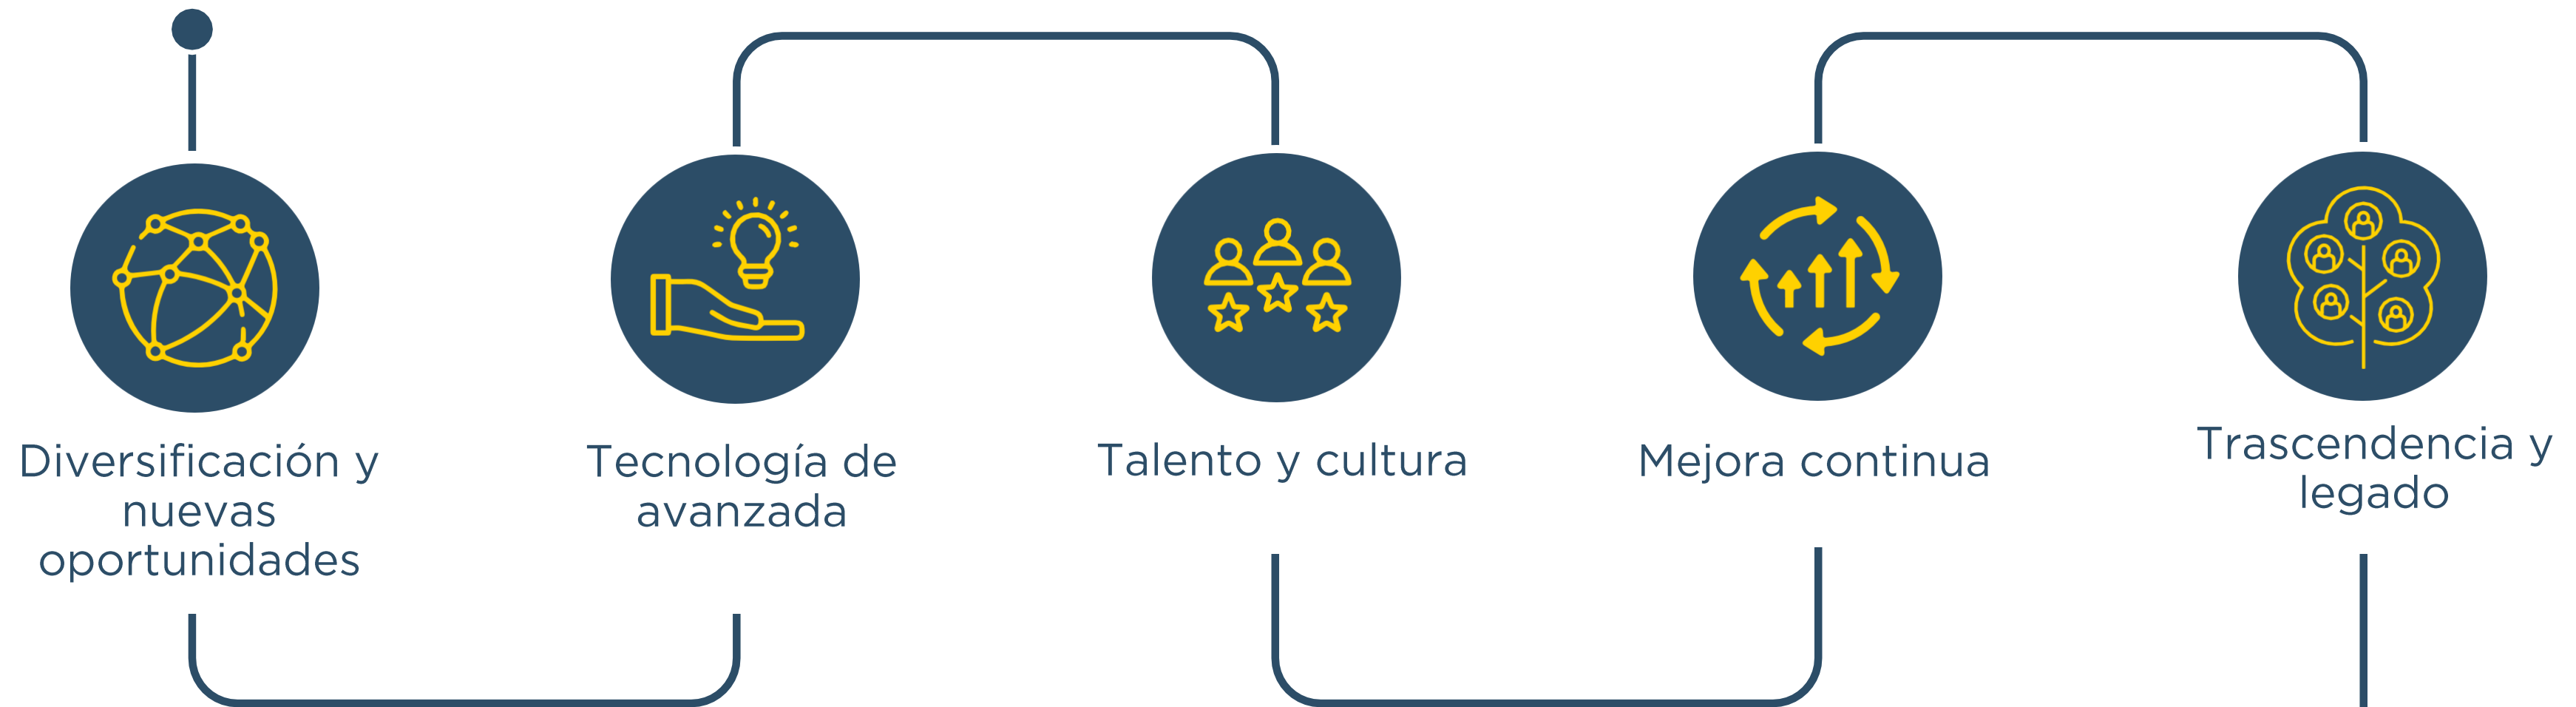 Diversificación y
nuevas
oportunidades
Tecnología de
avanzada
Talento y cultura
Mejora continua
Trascendencia y
legado